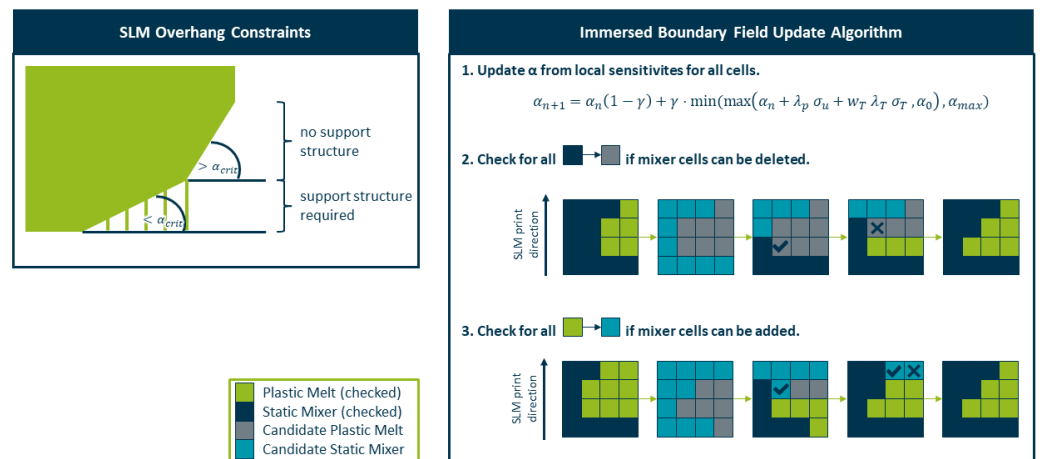 SLM Overhang Constraints
no support
structure
> α_crit
support structure
required
< α_crit
Immersed Boundary Field Update Algorithm
1. Update α from local sensitivites for all cells.
α_{n+1} = α_n(1 − γ) + γ · min(max(α_n + λ_p σ_u + w_T λ_T σ_T , α_0) , α_max)
2. Check for all → if mixer cells can be deleted.
SLM print
direction
3. Check for all → if mixer cells can be added.
SLM print
direction
Plastic Melt (checked)
Static Mixer (checked)
Candidate Plastic Melt
Candidate Static Mixer